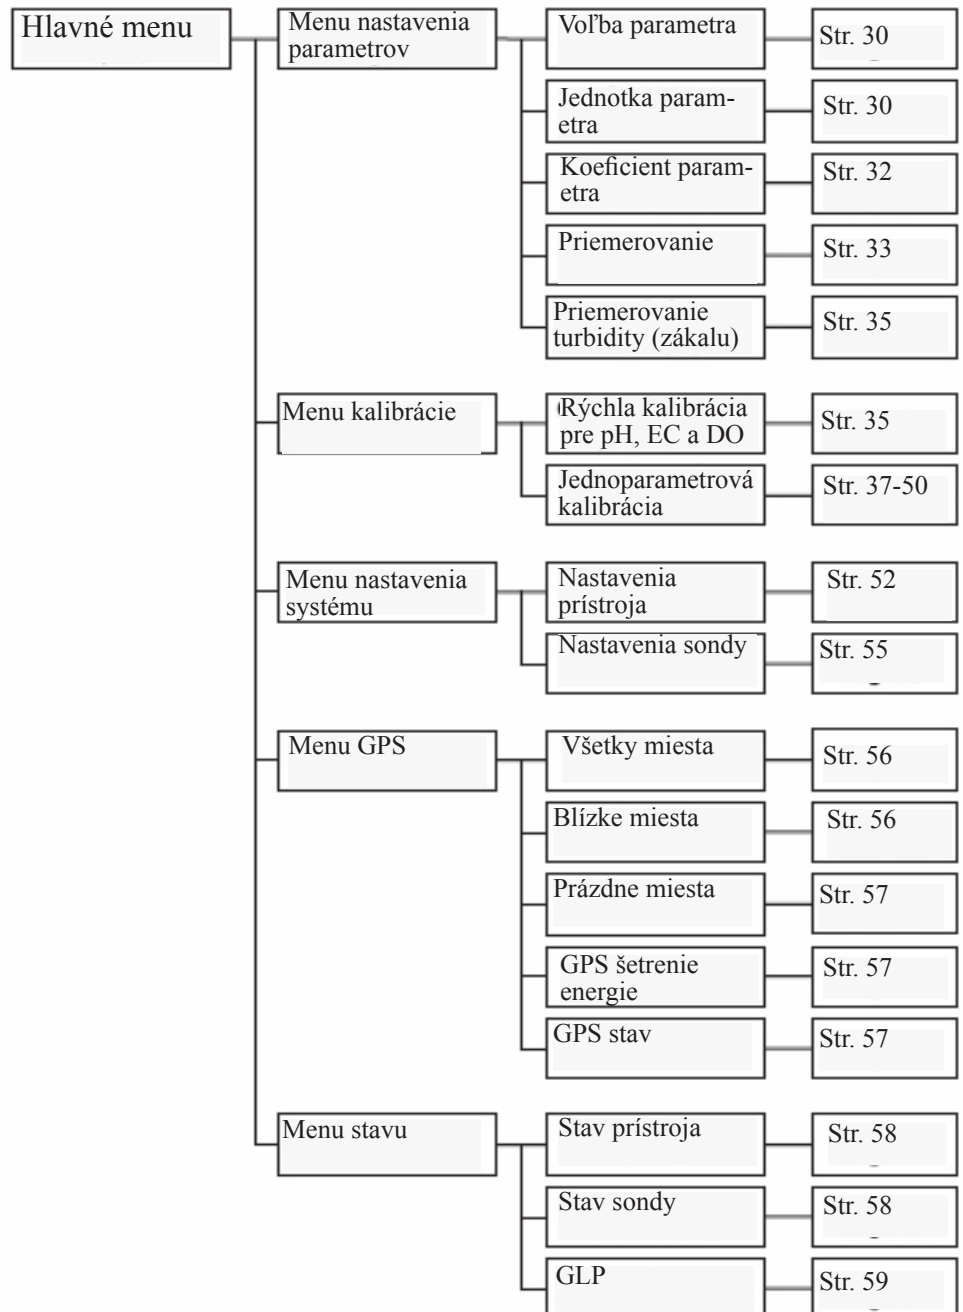 Hlavné menu
Menu nastavenia
parametrov
Voľba parametra
Str. 30
Jednotka param-
etra
Str. 30
Koeficient param-
etra
Str. 32
Priemerovanie
Str. 33
Priemerovanie
turbidity (zákalu)
Str. 35
Menu kalibrácie
Rýchla kalibrácia
pre pH, EC a DO
Str. 35
Jednoparametrová
kalibrácia
Str. 37-50
Menu nastavenia
systému
Nastavenia
prístroja
Str. 52
Nastavenia sondy
Str. 55
Menu GPS
Všetky miesta
Str. 56
Blízke miesta
Str. 56
Prázdne miesta
Str. 57
GPS šetrenie
energie
Str. 57
GPS stav
Str. 57
Menu stavu
Stav prístroja
Str. 58
Stav sondy
Str. 58
GLP
Str. 59